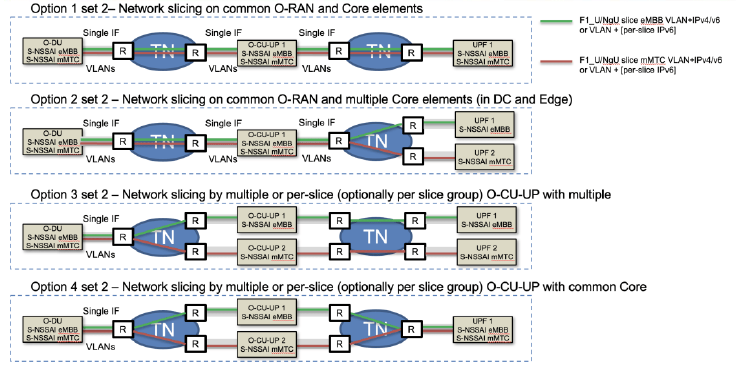 Option 1 set 2– Network slicing on common O-RAN and Core elements
Single IF Single IF Single IF
O-DU
S-NSSAI eMBB
S-NSSAI mMTC
R TN R
O-CU-UP 1
S-NSSAI eMBB
S-NSSAI mMTC
R TN R
UPF 1
S-NSSAI eMBB
S-NSSAI mMTC
VLANs VLANs VLANs
F1_U/NgU slice eMBB VLAN+IPv4/v6
or VLAN + [per-slice IPv6]
F1_U/NgU slice mMTC VLAN+IPv4/v6
or VLAN + [per-slice IPv6]
Option 2 set 2 – Network slicing on common O-RAN and multiple Core elements (in DC and Edge)
Single IF Single IF Single IF
O-DU
S-NSSAI eMBB
S-NSSAI mMTC
R TN R
O-CU-UP 1
S-NSSAI eMBB
S-NSSAI mMTC
R TN R R
UPF 1
S-NSSAI eMBB
UPF 2
S-NSSAI mMTC
VLANs VLANs VLANs
Option 3 set 2 – Network slicing by multiple or per-slice (optionally per slice group) O-CU-UP with multiple
Single IF
O-DU
S-NSSAI eMBB
S-NSSAI mMTC
VLANs
R TN R R
O-CU-UP 1
S-NSSAI eMBB
O-CU-UP 2
S-NSSAI mMTC
R R TN R R
UPF 1
S-NSSAI eMBB
UPF 2
S-NSSAI mMTC
Option 4 set 2 – Network slicing by multiple or per-slice (optionally per slice group) O-CU-UP with common Core
Single IF
O-DU
S-NSSAI eMBB
S-NSSAI mMTC
VLANs
R TN R R
O-CU-UP 1
S-NSSAI eMBB
O-CU-UP 2
S-NSSAI mMTC
R R TN R
UPF 1
S-NSSAI eMBB
S-NSSAI mMTC